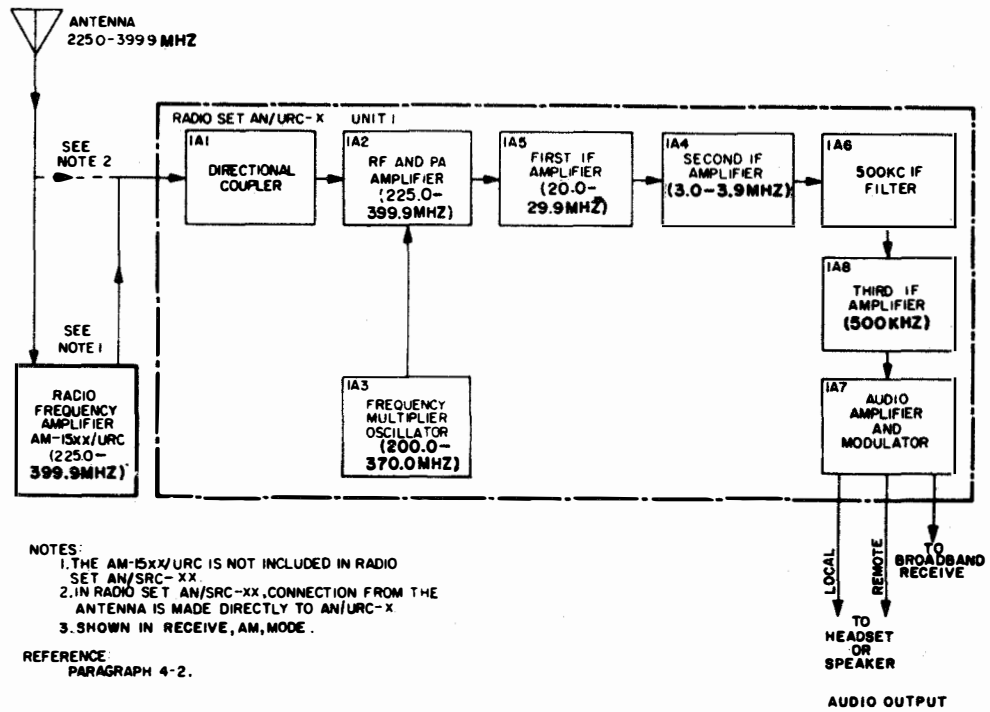 ANTENNA
2250-3999 MHZ
RADIO SET AN/URC-X UNIT 1
SEE
NOTE 2
1A1
DIRECTIONAL
COUPLER
1A2
RF AND PA
AMPLIFIER
(225.0-
399.9MHZ)
1A5
FIRST IF
AMPLIFIER
(20.0-
29.9MHZ)
1A4
SECOND IF
AMPLIFIER
(3.0-3.9MHZ)
1A6
500KC IF
FILTER
1A8
THIRD IF
AMPLIFIER
(500KHZ)
SEE
NOTE 1
RADIO
FREQUENCY
AMPLIFIER
AM-15XX/URC
(225.0-
399.9MHZ)
1A3
FREQUENCY
MULTIPLIER
OSCILLATOR
(200.0-
370.0MHZ)
1A7
AUDIO
AMPLIFIER
AND
MODULATOR
LOCAL
REMOTE
TO
BROADBAND
RECEIVE
TO
HEADSET
OR
SPEAKER
AUDIO OUTPUT
NOTES:
1. THE AM-15XX/URC IS NOT INCLUDED IN RADIO
SET AN/SRC-XX.
2. IN RADIO SET AN/SRC-XX, CONNECTION FROM THE
ANTENNA IS MADE DIRECTLY TO AN/URC-X
3. SHOWN IN RECEIVE, AM, MODE.
REFERENCE:
PARAGRAPH 4-2.